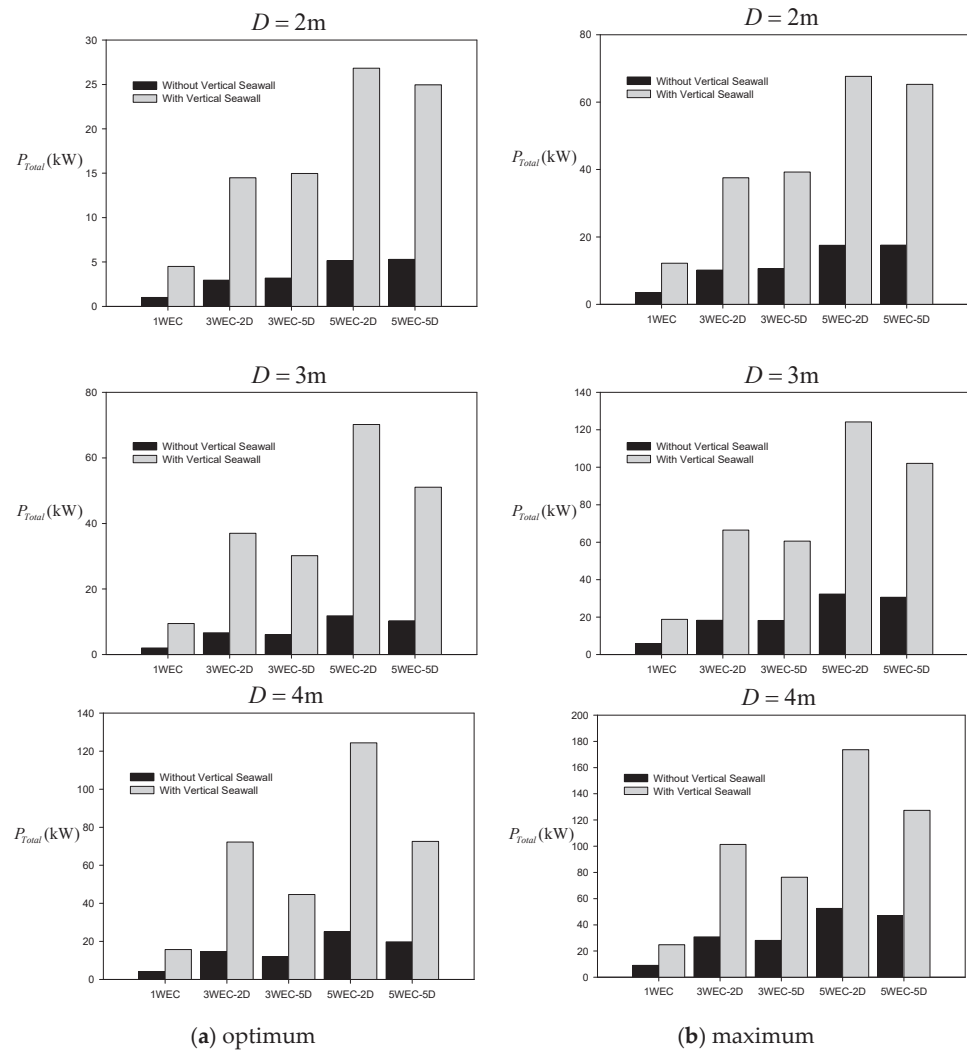 D = 2m
30
25
20
15
10
5
0
P_Total (kW)
Without Vertical Seawall
With Vertical Seawall
1WEC 3WEC-2D 3WEC-5D 5WEC-2D 5WEC-5D
D = 2m
80
60
40
20
0
P_Total (kW)
Without Vertical Seawall
With Vertical Seawall
1WEC 3WEC-2D 3WEC-5D 5WEC-2D 5WEC-5D
D = 3m
80
60
40
20
0
P_Total (kW)
Without Vertical Seawall
With Vertical Seawall
1WEC 3WEC-2D 3WEC-5D 5WEC-2D 5WEC-5D
D = 3m
140
120
100
80
60
40
20
0
P_Total (kW)
Without Vertical Seawall
With Vertical Seawall
1WEC 3WEC-2D 3WEC-5D 5WEC-2D 5WEC-5D
D = 4m
140
120
100
80
60
40
20
0
P_Total (kW)
Without Vertical Seawall
With Vertical Seawall
1WEC 3WEC-2D 3WEC-5D 5WEC-2D 5WEC-5D
D = 4m
200
180
160
140
120
100
80
60
40
20
0
P_Total (kW)
Without Vertical Seawall
With Vertical Seawall
1WEC 3WEC-2D 3WEC-5D 5WEC-2D 5WEC-5D
(a) optimum
(b) maximum